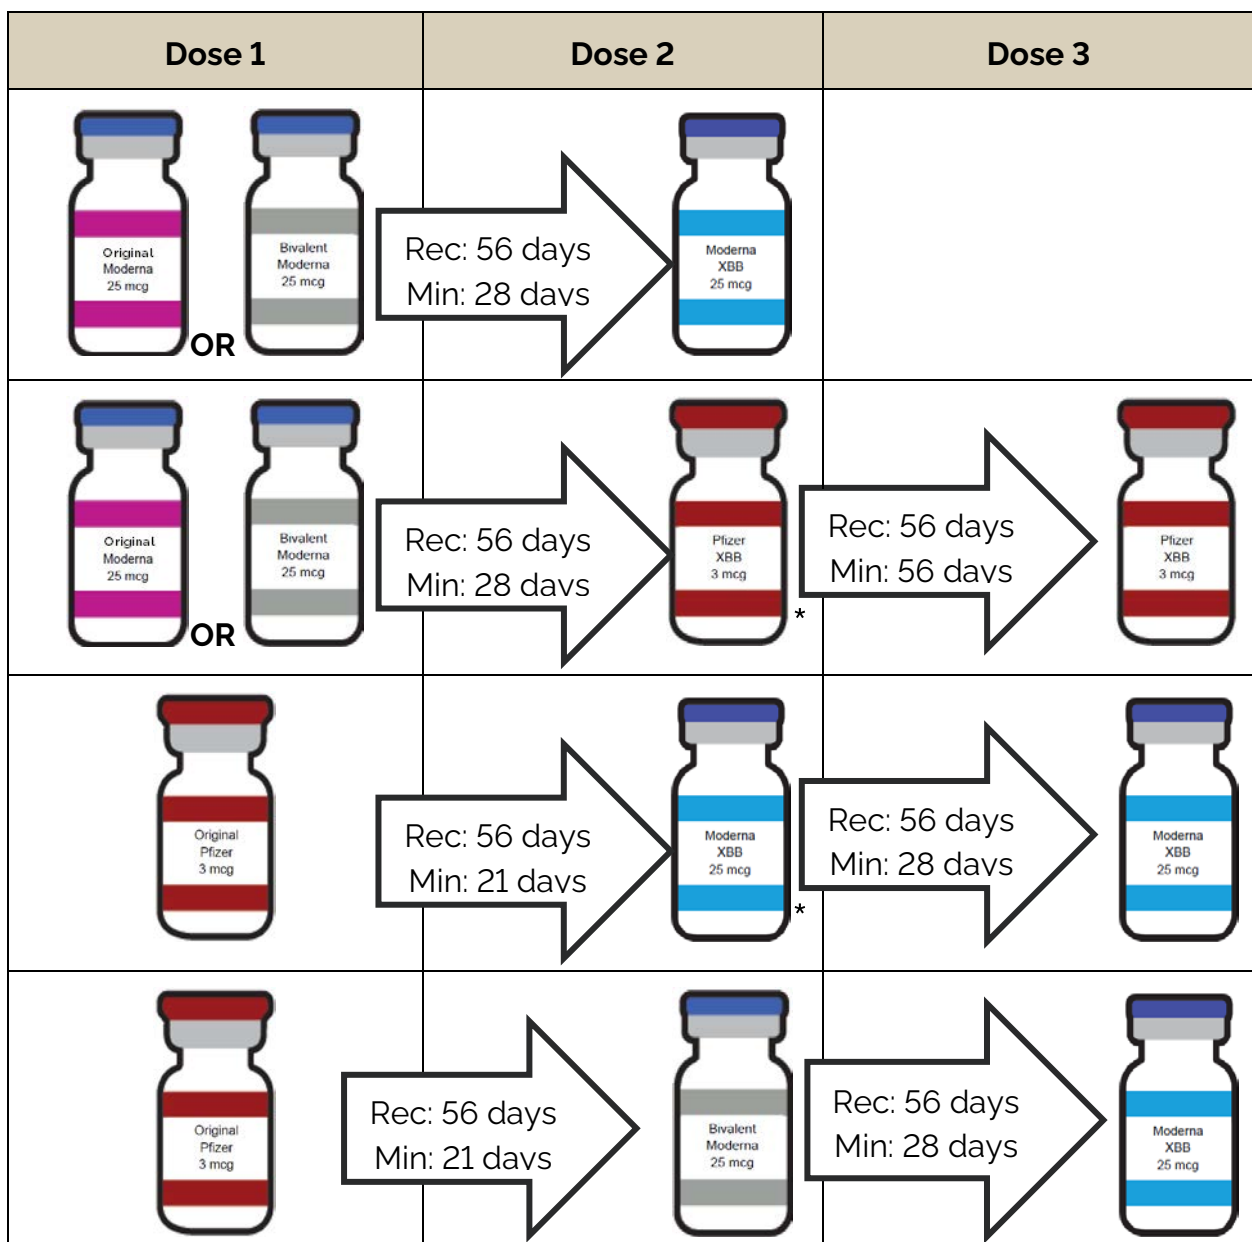 Dose 1
Dose 2
Dose 3
Original
Moderna
25 mcg
OR
Bivalent
Moderna
25 mcg
Rec: 56 days
Min: 28 days
Moderna
XBB
25 mcg
Original
Moderna
25 mcg
OR
Bivalent
Moderna
25 mcg
Rec: 56 days
Min: 28 days
Pfizer
XBB
3 mcg
*
Rec: 56 days
Min: 56 days
Pfizer
XBB
3 mcg
Original
Pfizer
3 mcg
Rec: 56 days
Min: 21 days
Moderna
XBB
25 mcg
*
Rec: 56 days
Min: 28 days
Moderna
XBB
25 mcg
Original
Pfizer
3 mcg
Rec: 56 days
Min: 21 days
Bivalent
Moderna
25 mcg
Rec: 56 days
Min: 28 days
Moderna
XBB
25 mcg